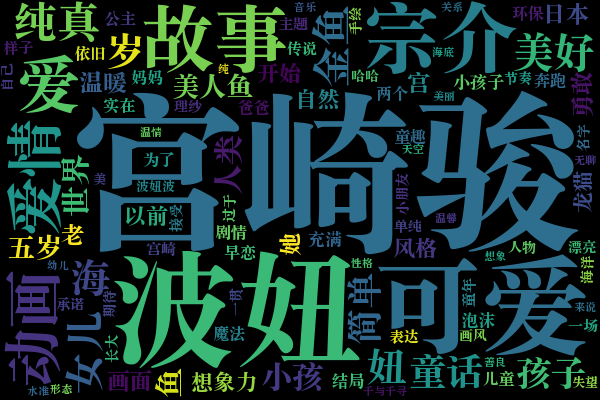 纯真
公主
岁
故事
音乐
主题
传说
手绘
金鱼
宗介
关系
海底
环保
日本
样子
依旧
自己
爱
温暖
妈妈
美人鱼
开始
哈哈
宫
两个
小孩子
节奏
奔跑
美好
勇敢
实在
理纱
爸爸
纯
自然
美丽
爱情
世界
温情
宫崎骏
童趣
天空
无聊
名字
为了
人类
小朋友
龙猫
美
波妞波
以前
接受
过于
单纯
温馨
五岁
老
宫崎
剧情
早恋
她
充满
风格
人物
漂亮
想象
海洋
动画
幼儿
海
承诺
期待
女儿
波妞
一贯
魔法
性格
简单
可爱
童年
来说
泡沫
一场
表达
画风
长大
水准
形态
画面
鱼
想象力
小孩
结局
千与千寻
妞
童话
善良
儿童
孩子
失望